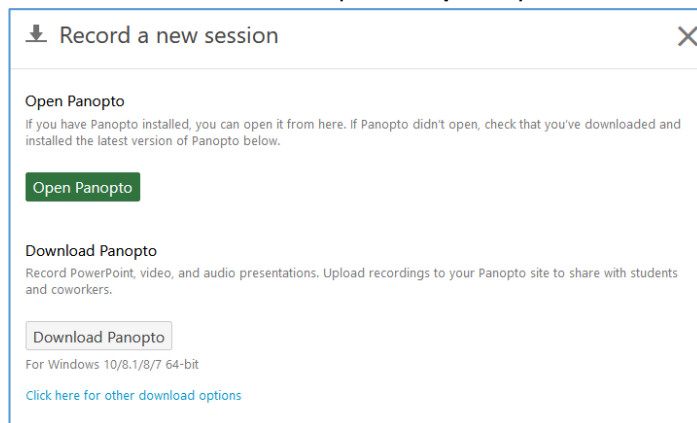 Record a new session
Open Panopto
If you have Panopto installed, you can open it from here. If Panopto didn't open, check that you've downloaded and
installed the latest version of Panopto below.
Open Panopto
Download Panopto
Record PowerPoint, video, and audio presentations. Upload recordings to your Panopto site to share with students
and coworkers.
Download Panopto
For Windows 10/8.1/8/7 64-bit
Click here for other download options